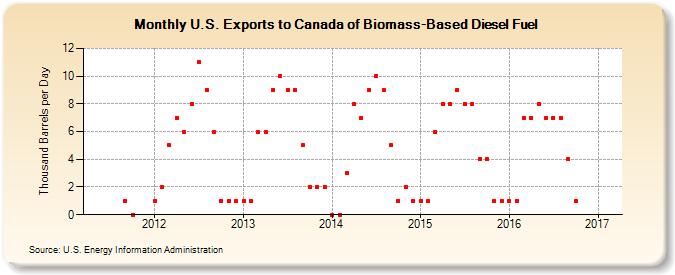 Monthly U.S. Exports to Canada of Biomass-Based Diesel Fuel
Thousand Barrels per Day
12
10
8
6
4
2
0
2012 2013 2014 2015 2016 2017
Source: U.S. Energy Information Administration